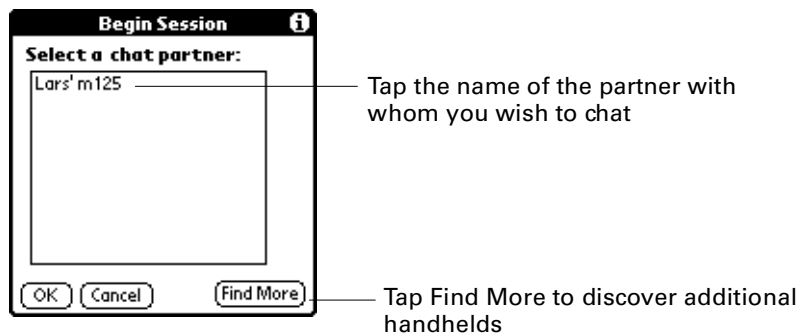 Begin Session
Select a chat partner:
Lars' m125
Tap the name of the partner with
whom you wish to chat
OK Cancel Find More
Tap Find More to discover additional
handhelds